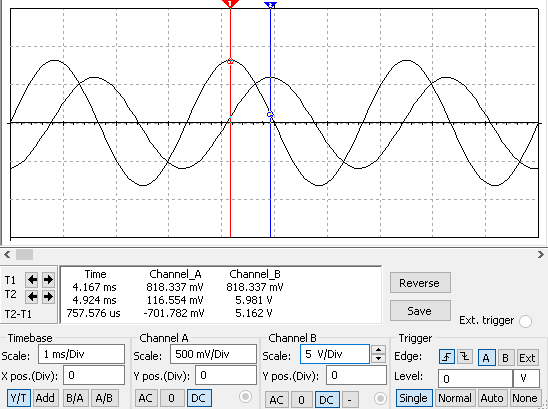 1 2
Time Channel_A Channel_B
T1 4.167 ms 818.337 mV 818.337 mV
T2 4.924 ms 116.554 mV 5.981 V
T2-T1 757.576 us -701.782 mV 5.162 V
Reverse
Save
Ext. trigger
Timebase Channel A Channel B Trigger
Scale: 1 ms/Div Scale: 500 mV/Div Scale: 5 V/Div Edge: A B Ext
X pos.(Div): 0 Y pos.(Div): 0 Y pos.(Div): 0 Level: 0 V
Y/T Add B/A A/B AC 0 DC AC 0 DC - Single Normal Auto None